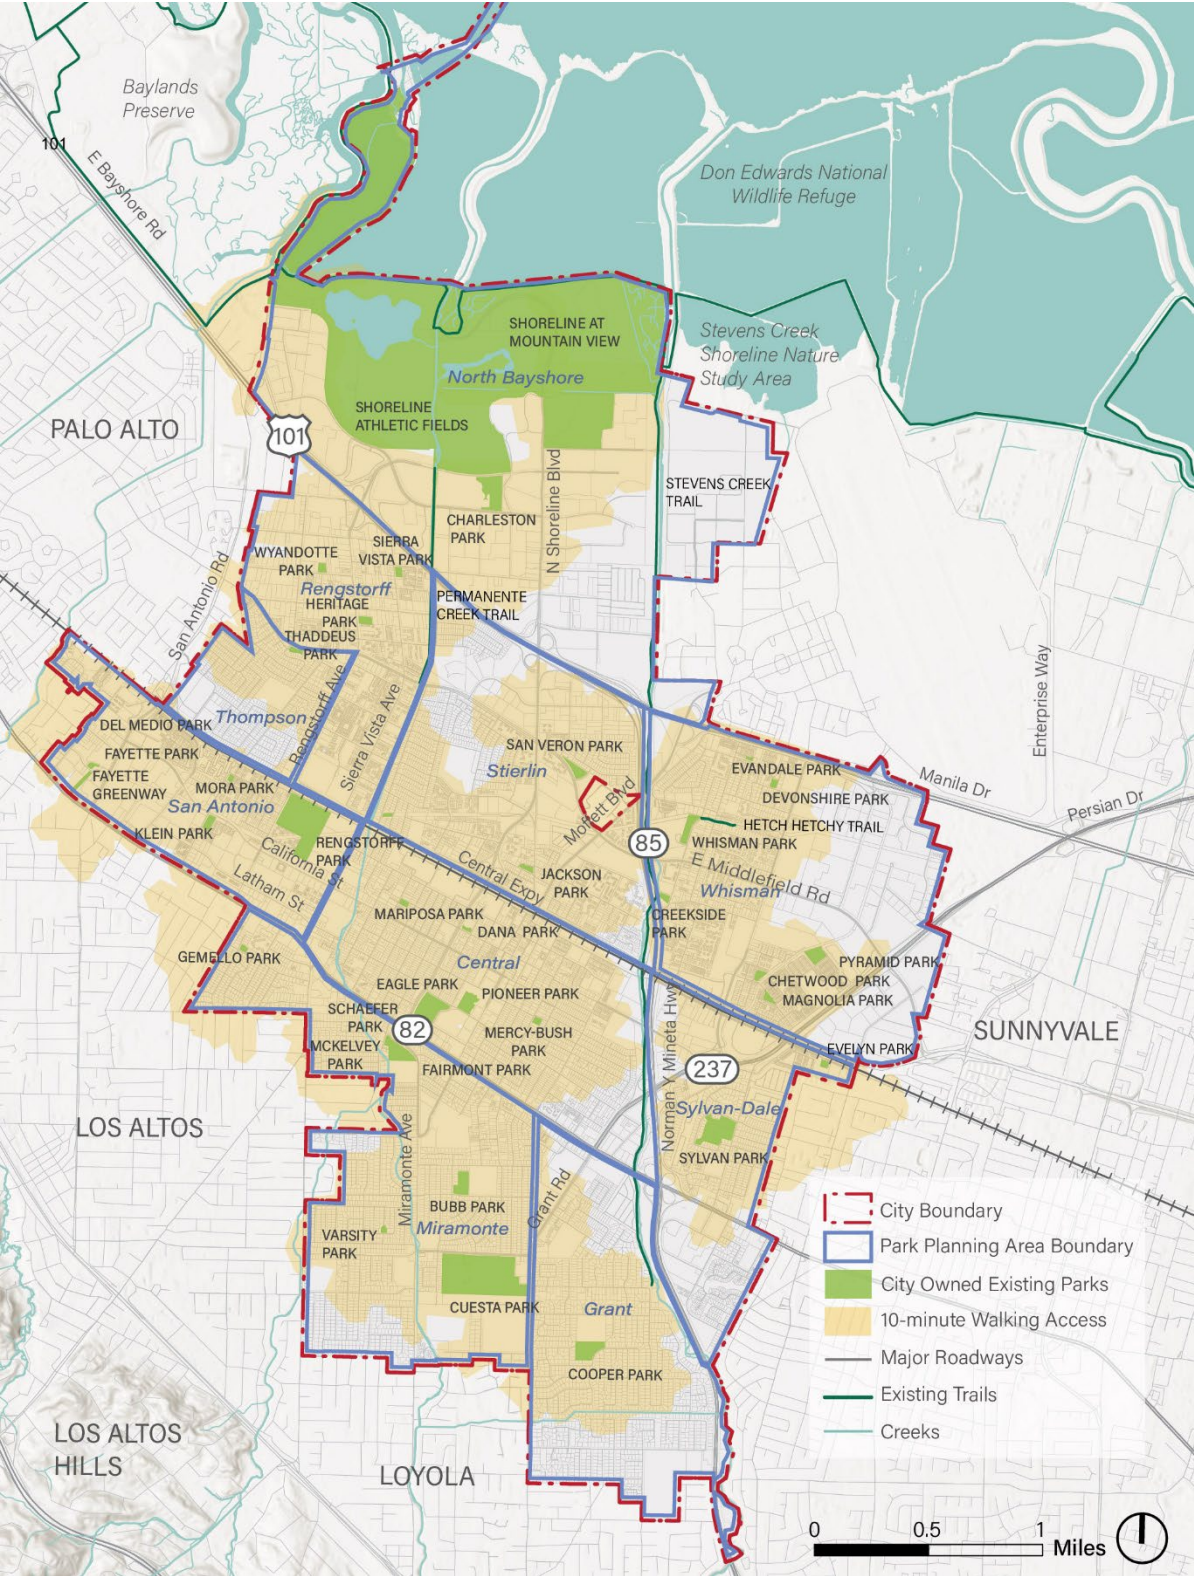 Baylands
Preserve
101
E Bayshore Rd
Don Edwards National
Wildlife Refuge
SHORELINE AT
MOUNTAIN VIEW
Stevens Creek
Shoreline Nature
Study Area
North Bayshore
SHORELINE
ATHLETIC FIELDS
PALO ALTO
101
N Shoreline Blvd
STEVENS CREEK
TRAIL
CHARLESTON
PARK
SIERRA
VISTA PARK
WYANDOTTE
PARK
San Antonio Rd
Rengstorff
HERITAGE
PARK
PERMANENTE
CREEK TRAIL
THADDEUS
PARK
Enterprise Way
Rengstorff Ave
Sierra Vista Ave
Thompson
DEL MEDIO PARK
SAN VERON PARK
FAYETTE PARK
Stierlin
EVANDALE PARK
FAYETTE
GREENWAY
MORA PARK
Manila Dr
San Antonio
Moffett Blvd
DEVONSHIRE PARK
Persian Dr
KLEIN PARK
HETCH HETCHY TRAIL
RENGSTORFF
PARK
California St
85
WHISMAN PARK
Central Expy
E Middlefield Rd
Latham St
JACKSON
PARK
Whisman
MARIPOSA PARK
CREEKSIDE
PARK
DANA PARK
GEMELLO PARK
Central
PYRAMID PARK
EAGLE PARK
CHETWOOD PARK
PIONEER PARK
MAGNOLIA PARK
SCHAEFER
PARK
82
Norman Y Mineta Hwy
SUNNYVALE
MERCY-BUSH
PARK
MCKELVEY
PARK
EVELYN PARK
FAIRMONT PARK
237
Sylvan-Dale
LOS ALTOS
Miramonte Ave
SYLVAN PARK
Grant Rd
BUBB PARK
Miramonte
VARSITY
PARK
CUESTA PARK
Grant
COOPER PARK
City Boundary
Park Planning Area Boundary
City Owned Existing Parks
10-minute Walking Access
Major Roadways
Existing Trails
Creeks
LOS ALTOS
HILLS
LOYOLA
0 0.5 1
Miles